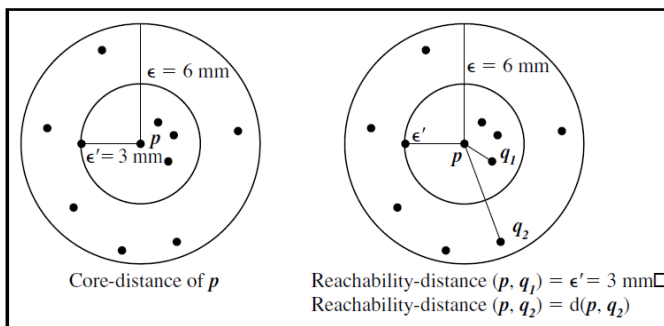 ϵ = 6 mm
p
ϵ′= 3 mm
Core-distance of p
ϵ = 6 mm
ϵ′
p
q₁
q₂
Reachability-distance (p, q₁) = ϵ′= 3 mm□
Reachability-distance (p, q₂) = d(p, q₂)